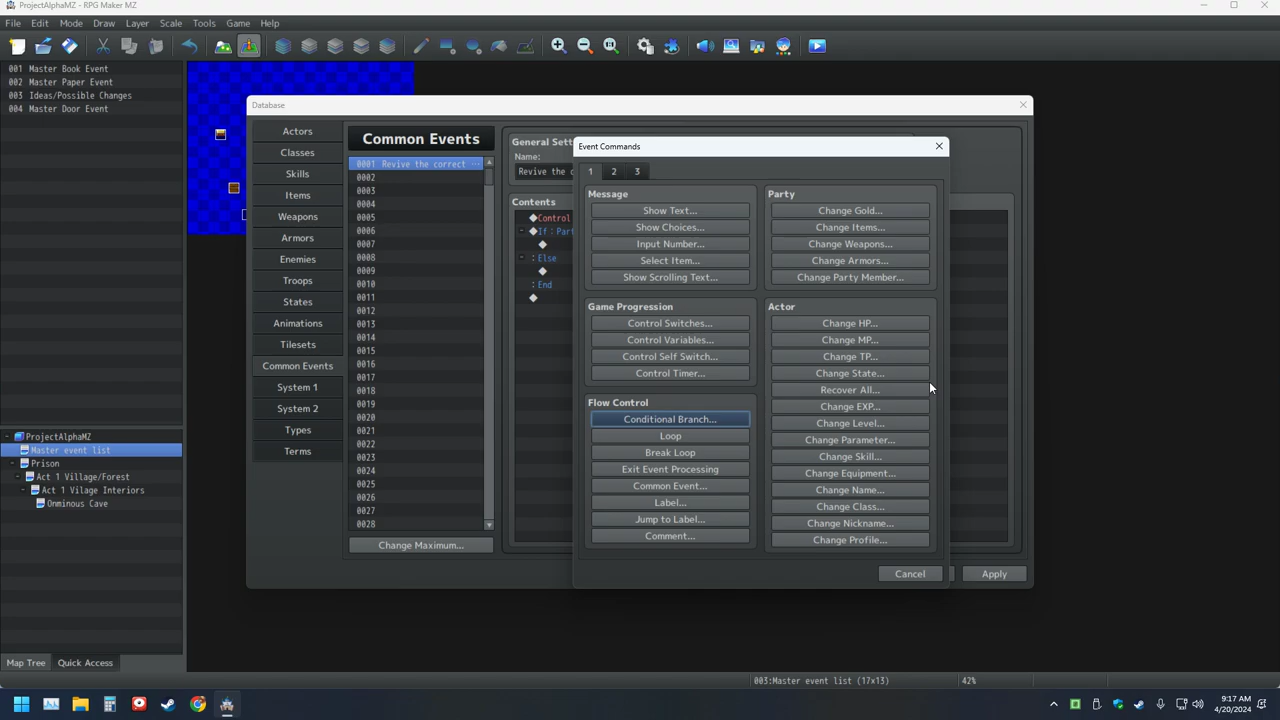 ProjectAlphaMZ - RPG Maker MZ
File Edit Mode Draw Layer Scale Tools Game Help
001 Master Book Event
002 Master Paper Event
003 Ideas/Possible Changes
004 Master Door Event
Database
Actors
Classes
Skills
Items
Weapons
Armors
Enemies
Troops
States
Animations
Tilesets
Common Events
System 1
System 2
Types
Terms
Common Events
0001 Revive the correct ...
0002
0003
0004
0005
0006
0007
0008
0009
0010
0011
0012
0013
0014
0015
0016
0017
0018
0019
0020
0021
0022
0023
0024
0025
0026
0027
0028
Change Maximum...
General Sett
Name:
Revive the c
Contents
◆Control
◆If : Part
◆
: Else
◆
: End
◆
Event Commands
1 2 3
Message
Show Text...
Show Choices...
Input Number...
Select Item...
Show Scrolling Text...
Game Progression
Control Switches...
Control Variables...
Control Self Switch...
Control Timer...
Flow Control
Conditional Branch...
Loop
Break Loop
Exit Event Processing
Common Event...
Label...
Jump to Label...
Comment...
Party
Change Gold...
Change Items...
Change Weapons...
Change Armors...
Change Party Member...
Actor
Change HP...
Change MP...
Change TP...
Change State...
Recover All...
Change EXP...
Change Level...
Change Parameter...
Change Skill...
Change Equipment...
Change Name...
Change Class...
Change Nickname...
Change Profile...
Cancel
Apply
ProjectAlphaMZ
Master event list
Prison
Act 1 Village/Forest
Act 1 Vilage Interiors
Onminous Cave
Map Tree Quick Access
003:Master event list (17x13) 42%
9:17 AM
4/20/2024